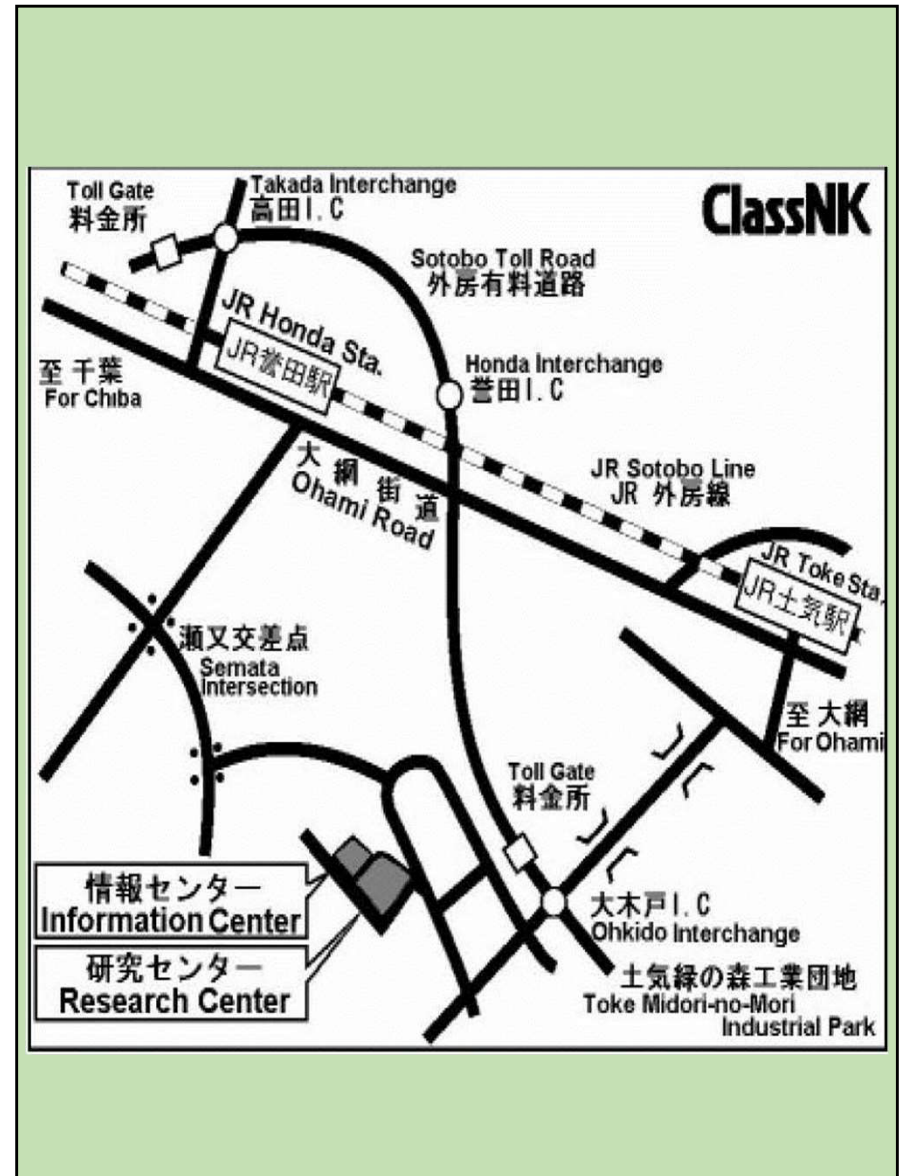 Toll Gate
料金所
Takada Interchange
高田I.C
ClassNK
Sotobo Toll Road
外房有料道路
JR Honda Sta.
JR誉田駅
至 千葉
For Chiba
Honda Interchange
誉田I.C
大網街道
Ohami Road
JR Sotobo Line
JR 外房線
JR Toke Sta.
JR土気駅
瀬又交差点
Semata
Intersection
至 大網
For Ohami
Toll Gate
料金所
情報センター
Information Center
研究センター
Research Center
大木戸I.C
Ohkido Interchange
土気緑の森工業団地
Toke Midori-no-Mori
Industrial Park